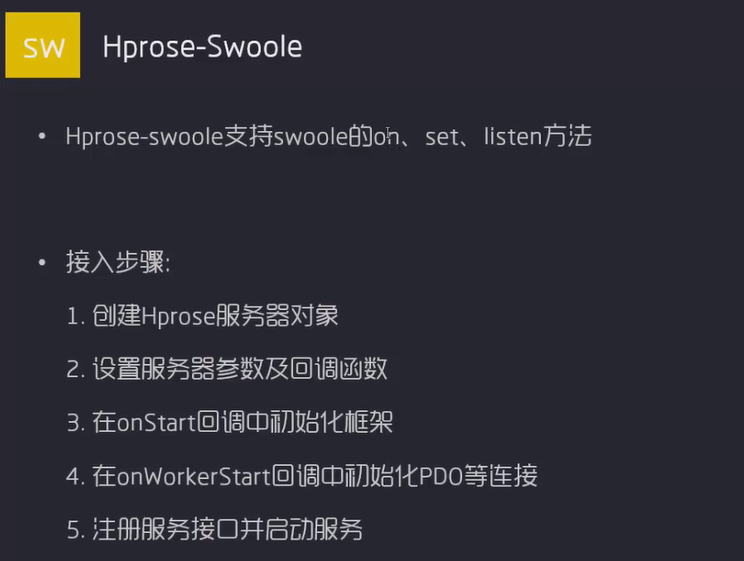 SW
Hprose-Swoole
• Hprose-swoole支持swoole的on、set、listen方法
• 接入步骤:
1. 创建Hprose服务器对象
2. 设置服务器参数及回调函数
3. 在onStart回调中初始化框架
4. 在onWorkerStart回调中初始化PDO等连接
5. 注册服务接口并启动服务